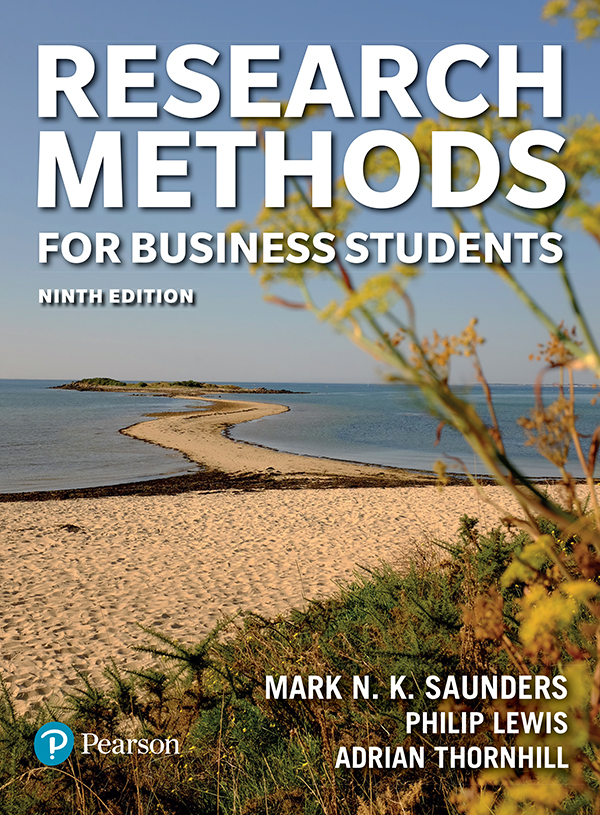 RESEARCH
METHODS
FOR BUSINESS STUDENTS
NINTH EDITION
MARK N. K. SAUNDERS
PHILIP LEWIS
ADRIAN THORNHILL
P Pearson